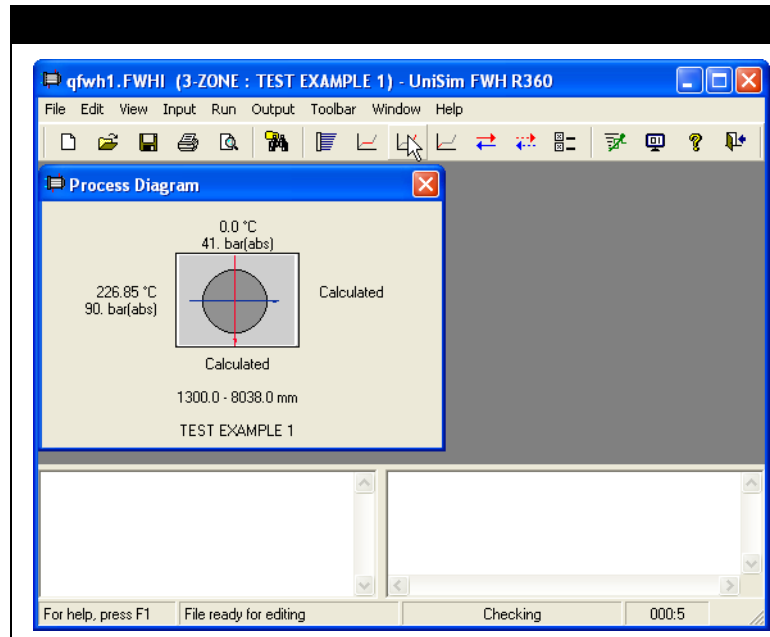 qfwh1.FWHI (3-ZONE : TEST EXAMPLE 1) - UniSim FWH R360
File Edit View Input Run Output Toolbar Window Help
Process Diagram
0.0 °C
41. bar(abs)
226.85 °C
90. bar(abs)
Calculated
Calculated
1300.0 - 8038.0 mm
TEST EXAMPLE 1
For help, press F1 File ready for editing Checking 000:5